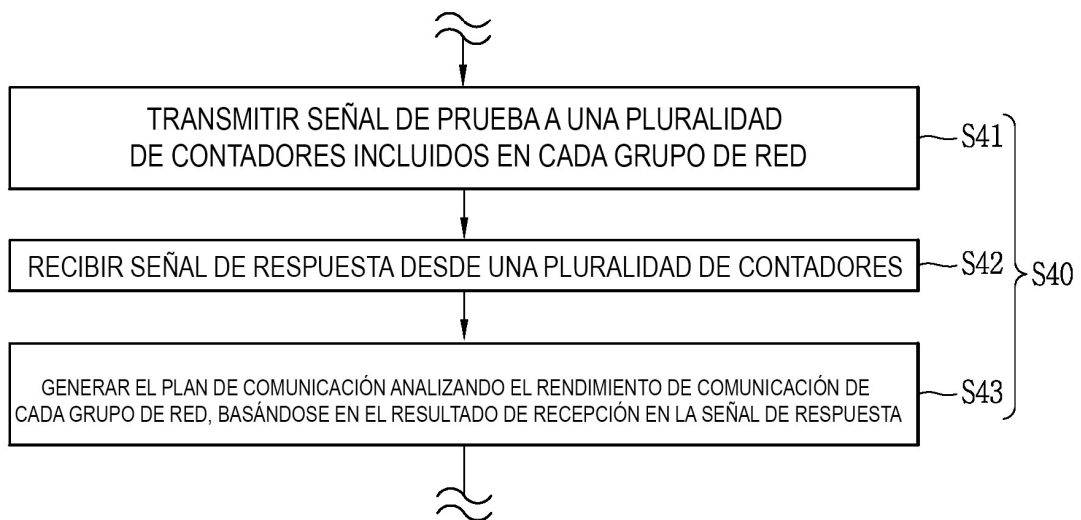 TRANSMITIR SEÑAL DE PRUEBA A UNA PLURALIDAD
DE CONTADORES INCLUIDOS EN CADA GRUPO DE RED
S41
RECIBIR SEÑAL DE RESPUESTA DESDE UNA PLURALIDAD DE CONTADORES
S42
S40
GENERAR EL PLAN DE COMUNICACIÓN ANALIZANDO EL RENDIMIENTO DE COMUNICACIÓN DE
CADA GRUPO DE RED, BASÁNDOSE EN EL RESULTADO DE RECEPCIÓN EN LA SEÑAL DE RESPUESTA
S43